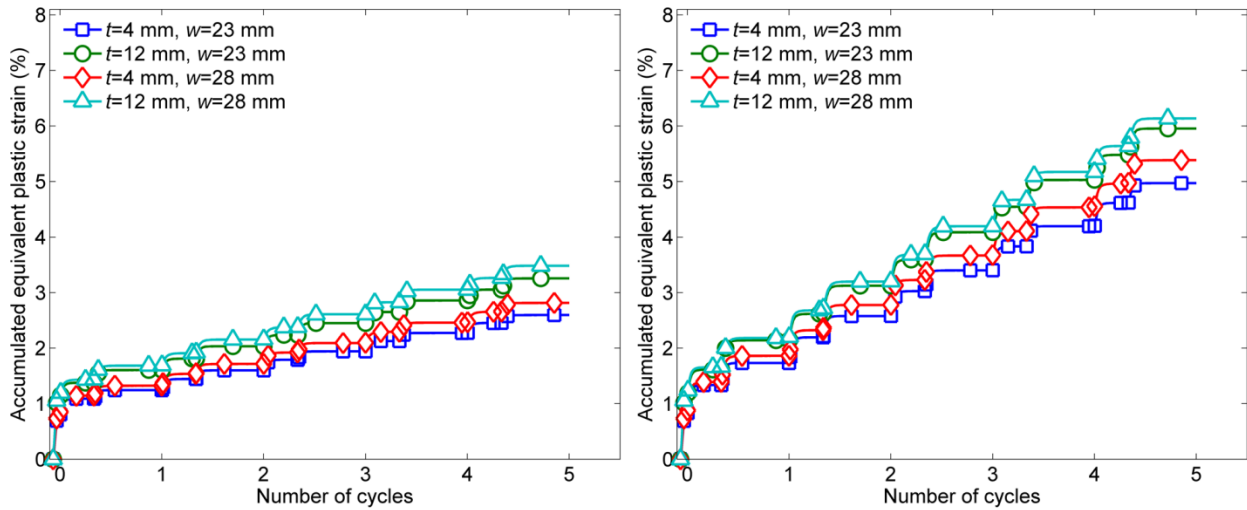 Accumulated equivalent plastic strain (%)
8
7
6
5
4
3
2
1
0
t=4 mm, w=23 mm
t=12 mm, w=23 mm
t=4 mm, w=28 mm
t=12 mm, w=28 mm
0 1 2 3 4 5
Number of cycles
Accumulated equivalent plastic strain (%)
8
7
6
5
4
3
2
1
0
t=4 mm, w=23 mm
t=12 mm, w=23 mm
t=4 mm, w=28 mm
t=12 mm, w=28 mm
0 1 2 3 4 5
Number of cycles